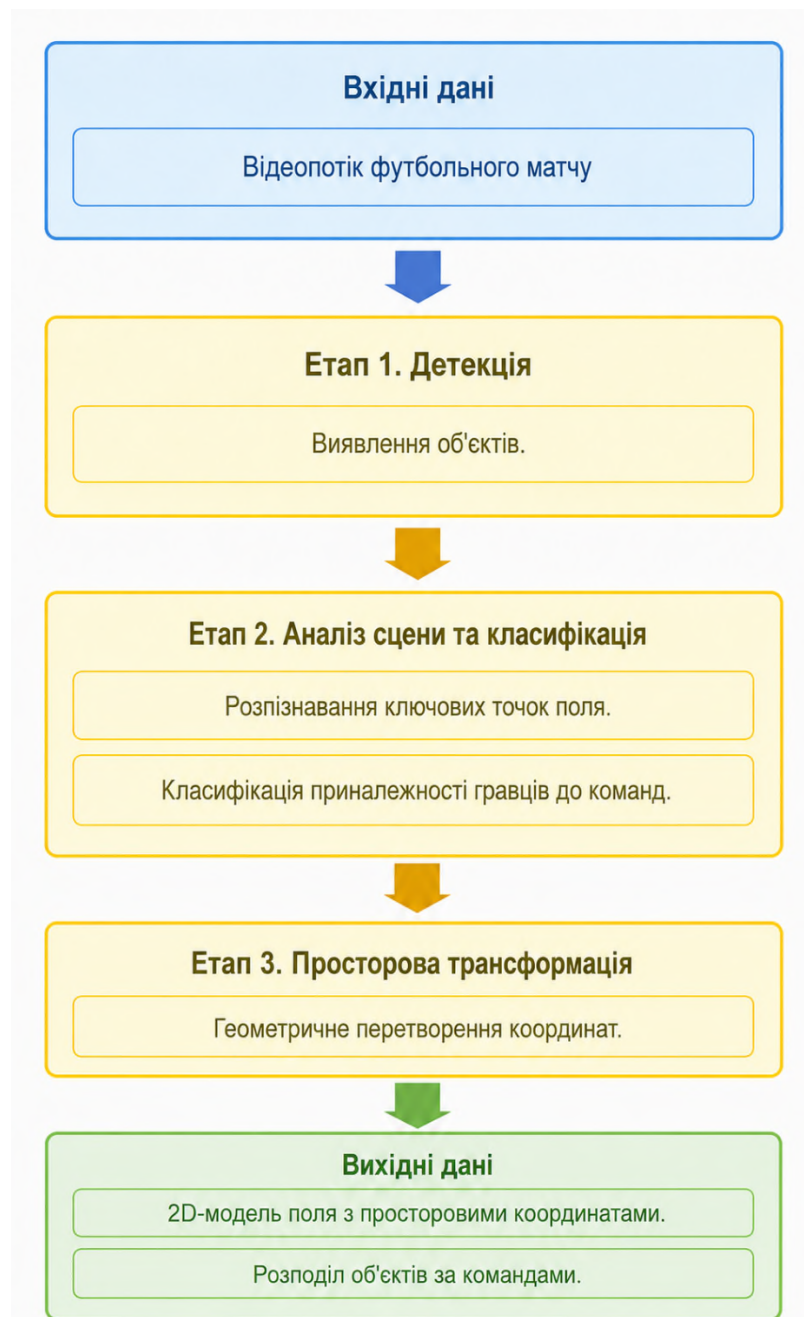 Вхідні дані
Відеопотік футбольного матчу
Етап 1. Детекція
Виявлення об'єктів.
Етап 2. Аналіз сцени та класифікація
Розпізнавання ключових точок поля.
Класифікація приналежності гравців до команд.
Етап 3. Просторова трансформація
Геометричне перетворення координат.
Вихідні дані
2D-модель поля з просторовими координатами.
Розподіл об'єктів за командами.